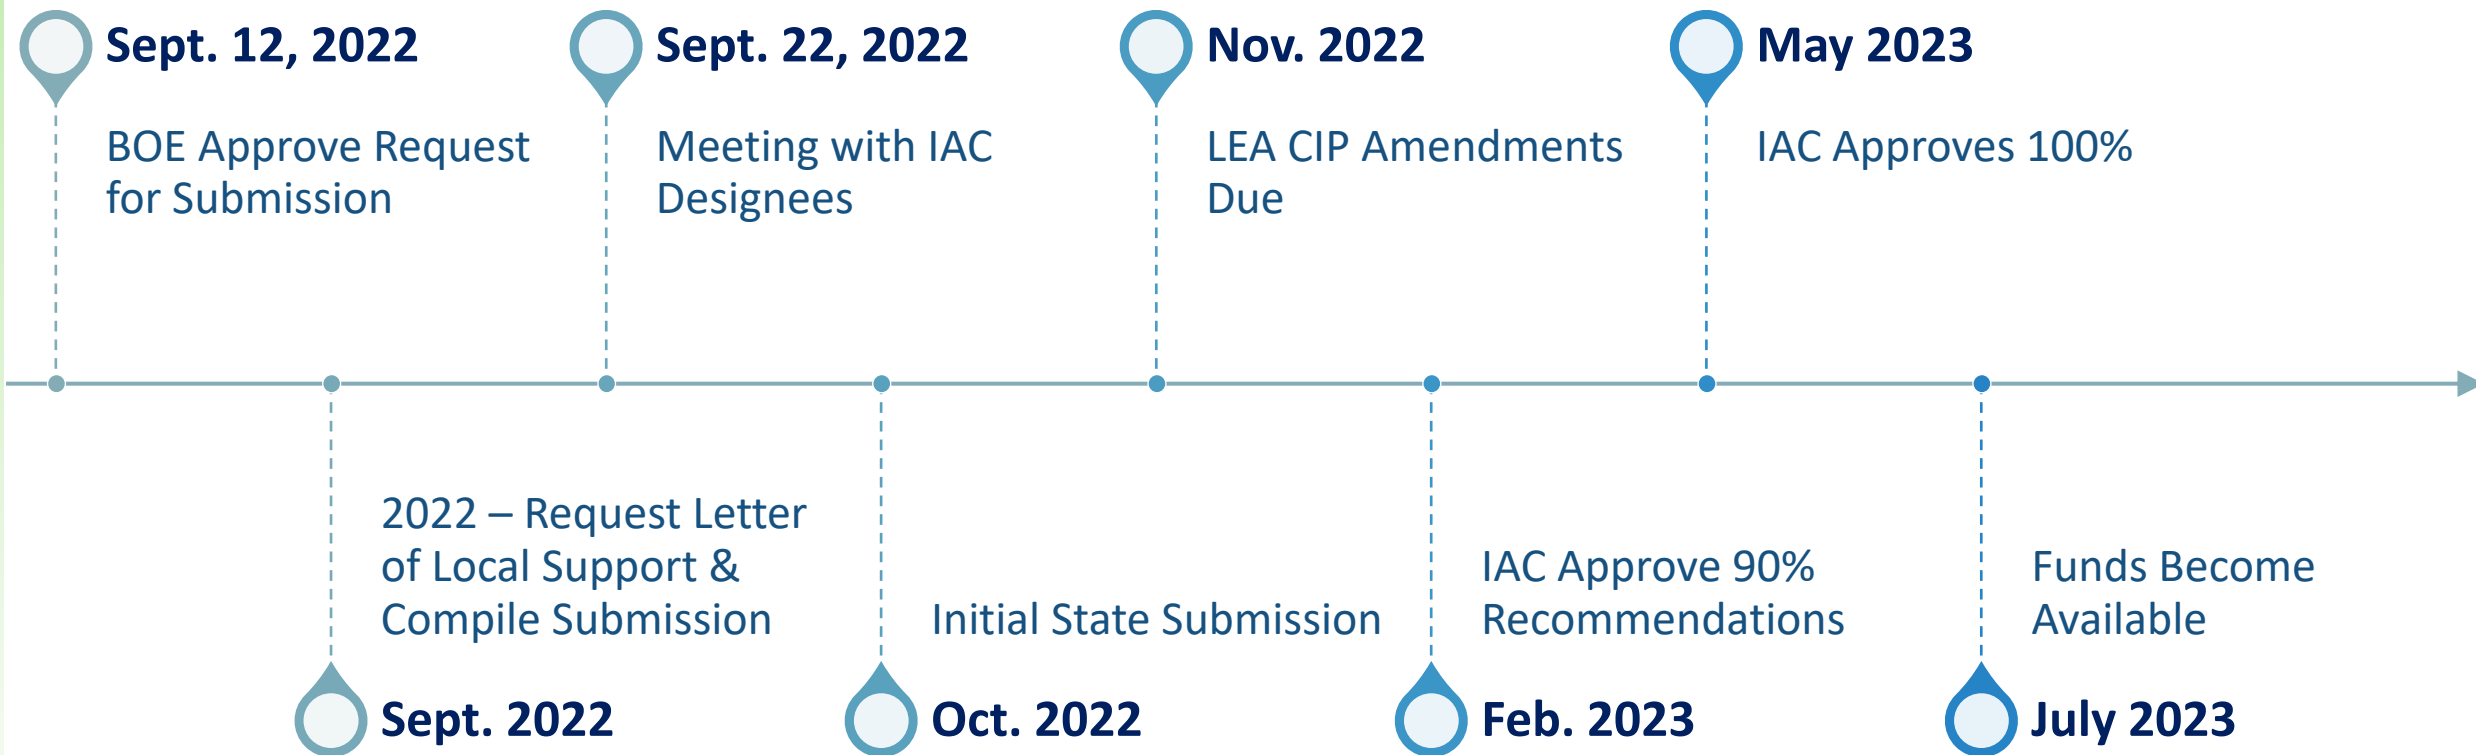 Sept. 12, 2022
BOE Approve Request
for Submission
Sept. 22, 2022
Meeting with IAC
Designees
Nov. 2022
LEA CIP Amendments
Due
May 2023
IAC Approves 100%
2022 – Request Letter
of Local Support &
Compile Submission
Sept. 2022
Initial State Submission
Oct. 2022
IAC Approve 90%
Recommendations
Feb. 2023
Funds Become
Available
July 2023